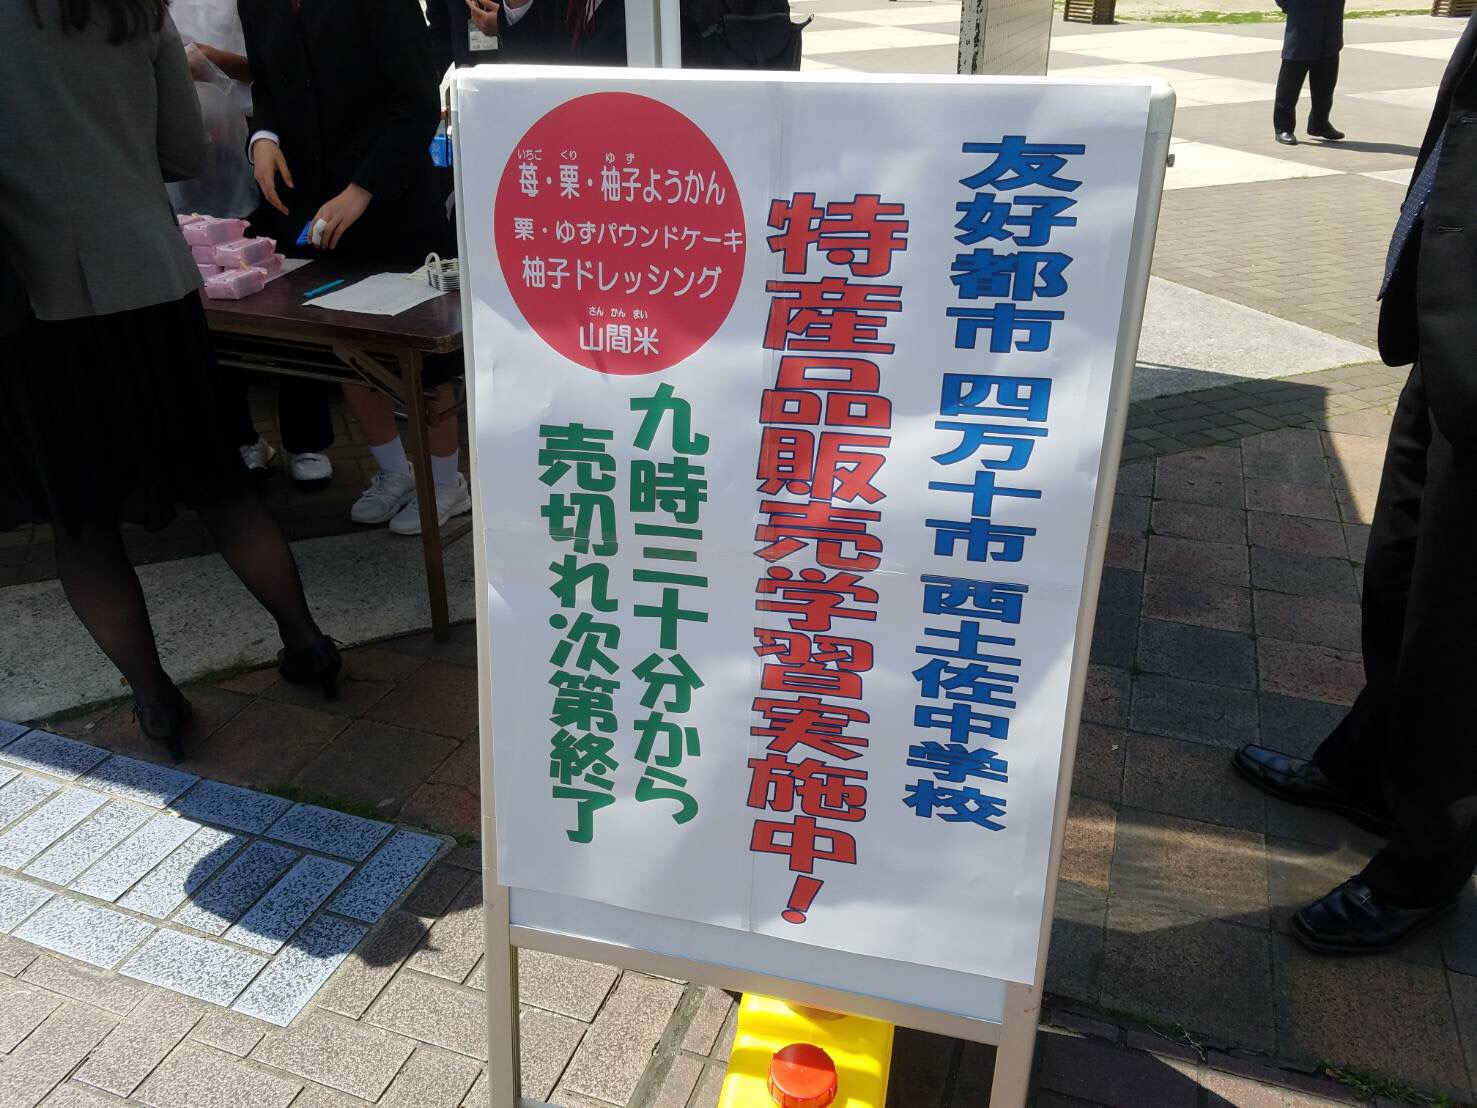 友好都市 四万十市 西土佐中学校
特産品販売学習実施中!
いちご くり ゆず
苺・栗・柚子ようかん
栗・ゆずパウンドケーキ
柚子ドレッシング
さん かん まい
山間米
九時三十分から
売切れ次第終了